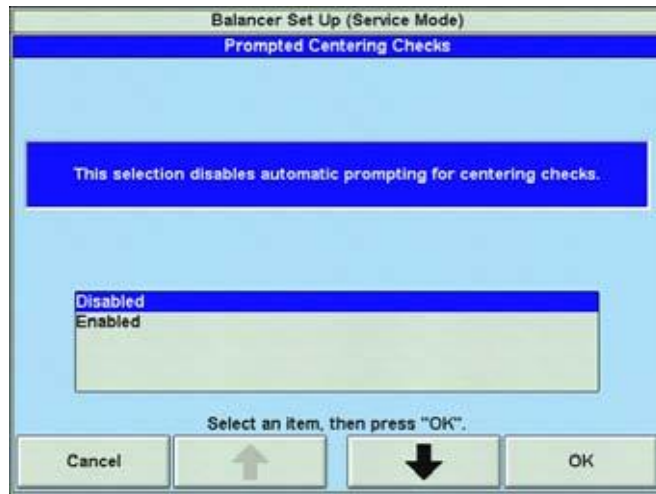 Balancer Set Up (Service Mode)
Prompted Centering Checks
This selection disables automatic prompting for centering checks.
Disabled
Enabled
Select an item, then press "OK".
Cancel
OK